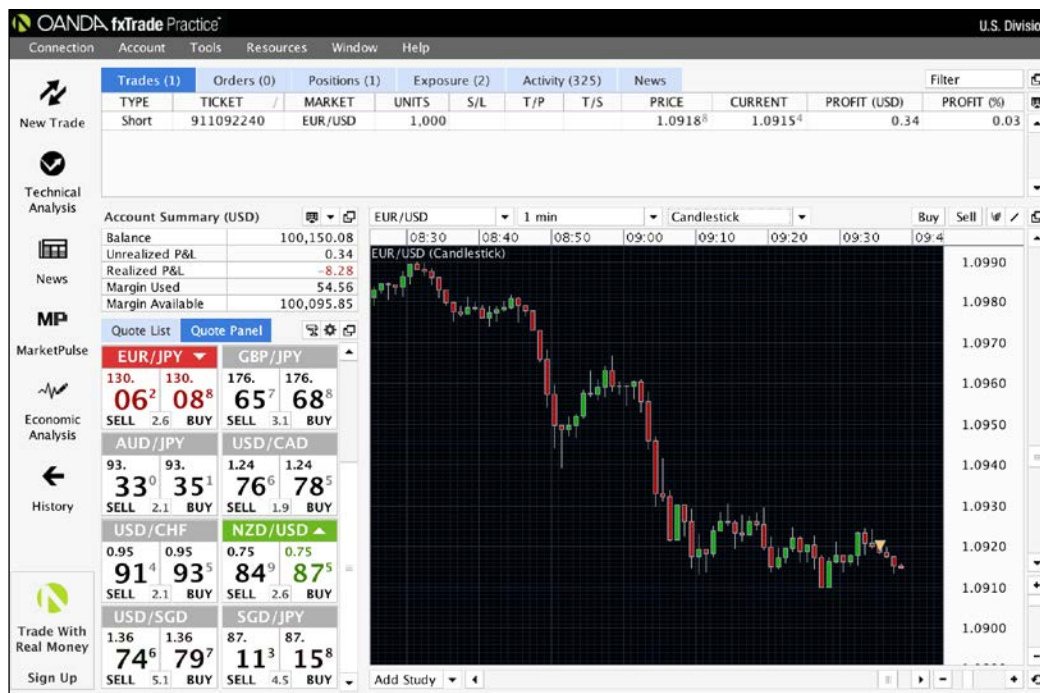 OANDA fxTrade Practice
U.S. Divisio
Connection Account Tools Resources Window Help
New Trade
Technical
Analysis
News
MP
MarketPulse
Economic
Analysis
History
Trade With
Real Money
Sign Up
Trades (1) Orders (0) Positions (1) Exposure (2) Activity (325) News Filter
TYPE TICKET / MARKET UNITS S/L T/P T/S PRICE CURRENT PROFIT (USD) PROFIT (%)
Short 911092240 EUR/USD 1,000 1.09188 1.09154 0.34 0.03
Account Summary (USD)
Balance 100,150.08
Unrealized P&L 0.34
Realized P&L -8.28
Margin Used 54.56
Margin Available 100,095.85
Quote List Quote Panel
EUR/JPY GBP/JPY
130. 130. 176. 176.
062 088 657 688
SELL 2.6 BUY SELL 3.1 BUY
AUD/JPY USD/CAD
93. 93. 1.24 1.24
330 351 766 785
SELL 2.1 BUY SELL 1.9 BUY
USD/CHF NZD/USD
0.95 0.95 0.75 0.75
914 935 849 875
SELL 2.1 BUY SELL 2.6 BUY
USD/SGD SGD/JPY
1.36 1.36 87. 87.
746 797 113 158
SELL 5.1 BUY SELL 4.5 BUY
EUR/USD 1 min Candlestick Buy Sell
08:30 08:40 08:50 09:00 09:10 09:20 09:30 09:4
EUR/USD (Candlestick)
1.0990
1.0980
1.0970
1.0960
1.0950
1.0940
1.0930
1.0920
1.0910
1.0900
Add Study